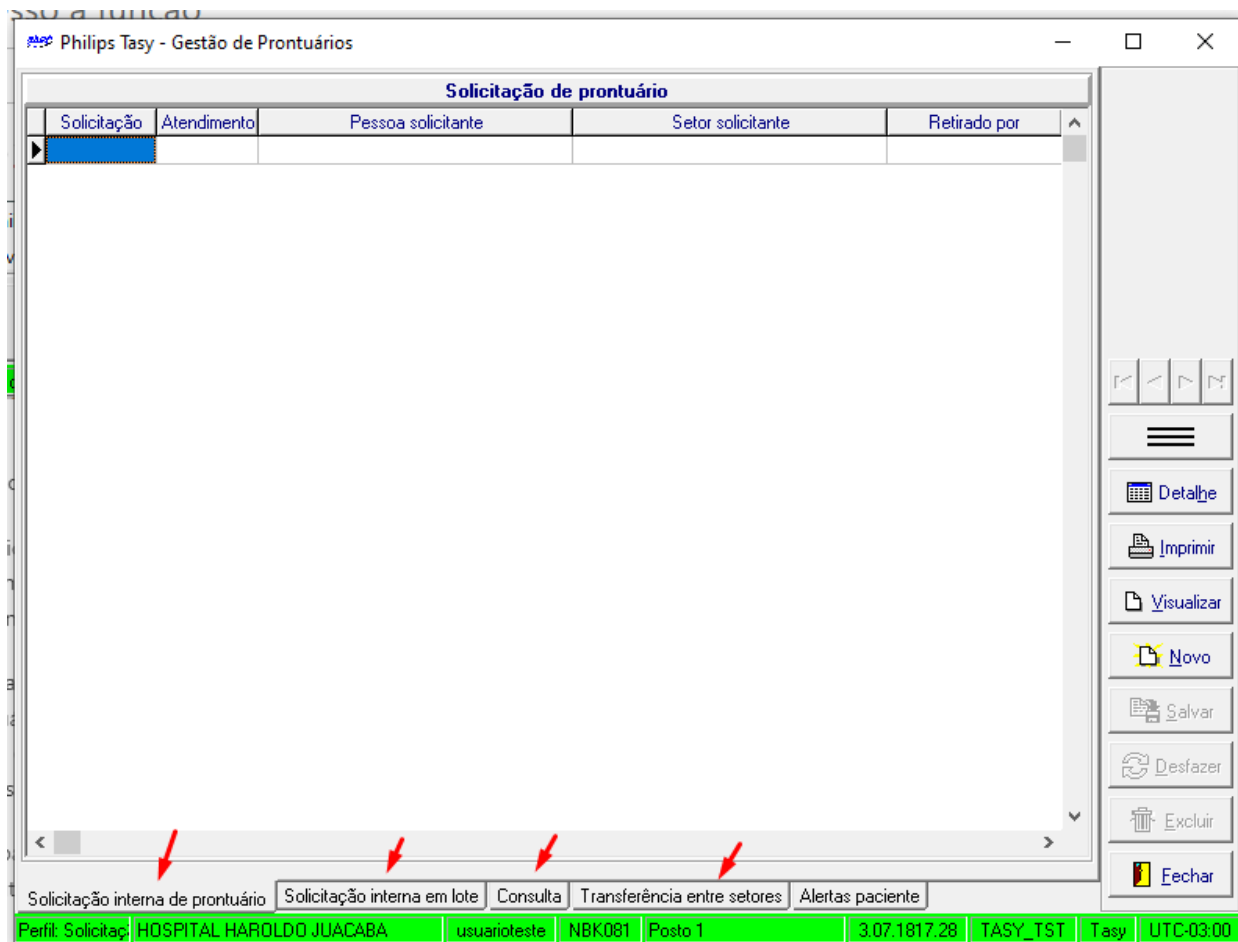 Philips Tasy - Gestão de Prontuários
Solicitação de prontuário
Solicitação Atendimento Pessoa solicitante Setor solicitante Retirado por
Detalhe
Imprimir
Visualizar
Novo
Salvar
Desfazer
Excluir
Fechar
Solicitação interna de prontuário Solicitação interna em lote Consulta Transferência entre setores Alertas paciente
Perfil: Solicitaç HOSPITAL HAROLDO JUACABA usuarioteste NBK081 Posto 1 3.07.1817.28 TASY_TST Tasy UTC-03:00